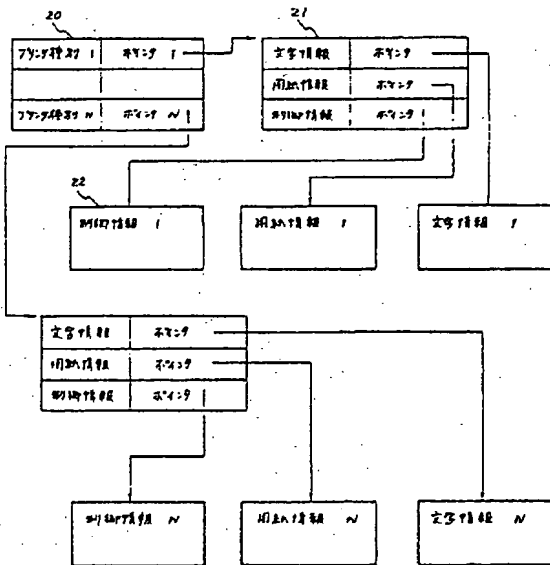 20
21
プリンタ種別 1 ポインタ 1
プリンタ種別 N ポインタ N
文字情報 ポインタ
用紙情報 ポインタ
制御情報 ポインタ
22
制御情報 1
用紙情報 1
文字情報 1
文字情報 ポインタ
用紙情報 ポインタ
制御情報 ポインタ
制御情報 N
用紙情報 N
文字情報 N